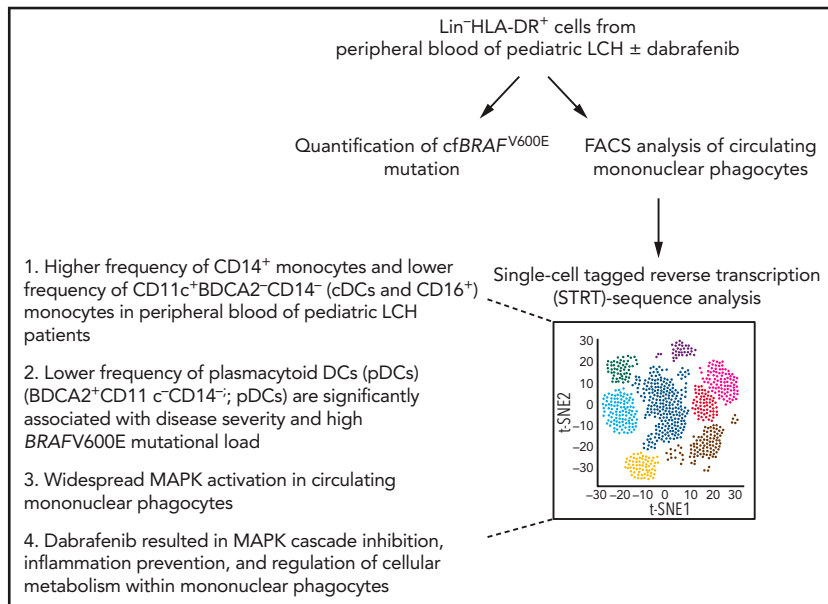 Lin⁻HLA-DR⁺ cells from
peripheral blood of pediatric LCH ± dabrafenib
Quantification of cfBRAFV600E
mutation
FACS analysis of circulating
mononuclear phagocytes
Single-cell tagged reverse transcription
(STRT)-sequence analysis
1. Higher frequency of CD14⁺ monocytes and lower
frequency of CD11c⁺BDCA2⁻CD14⁻ (cDCs and CD16⁺)
monocytes in peripheral blood of pediatric LCH
patients
2. Lower frequency of plasmacytoid DCs (pDCs)
(BDCA2⁺CD11 c⁻CD14⁻; pDCs) are significantly
associated with disease severity and high
BRAFV600E mutational load
3. Widespread MAPK activation in circulating
mononuclear phagocytes
4. Dabrafenib resulted in MAPK cascade inhibition,
inflammation prevention, and regulation of cellular
metabolism within mononuclear phagocytes
t-SNE2
30
20
10
0
−10
−20
−30
−30 −20 −10 0 10 20 30
t-SNE1